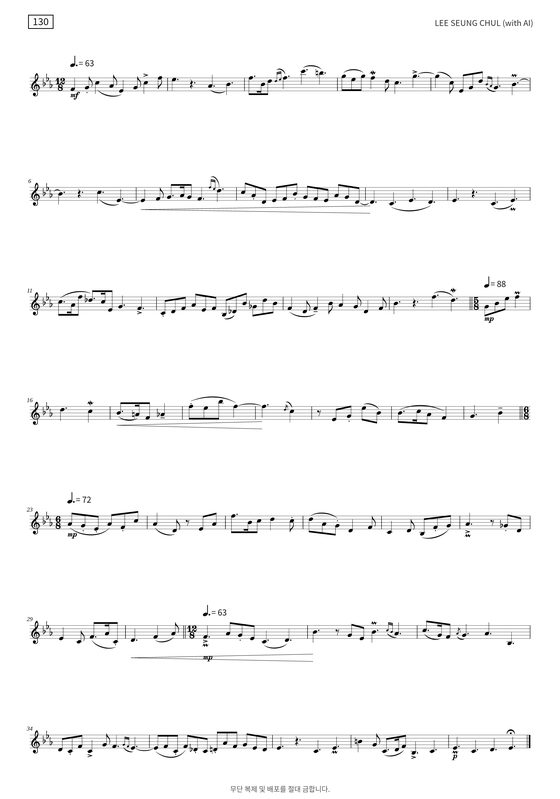 130
LEE SEUNG CHUL (with AI)
= 63
mf
6
11
= 88
mp
16
23
= 72
mp
29
= 63
mp
34
p
무단 복제 및 배포를 절대 금합니다.